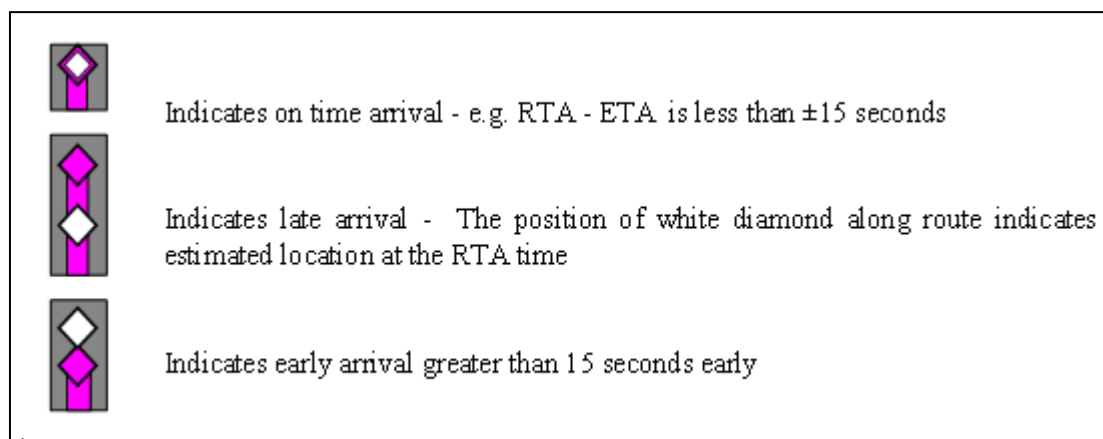 Indicates on time arrival - e.g. RTA - ETA is less than ±15 seconds
Indicates late arrival - The position of white diamond along route indicates
estimated location at the RTA time
Indicates early arrival greater than 15 seconds early